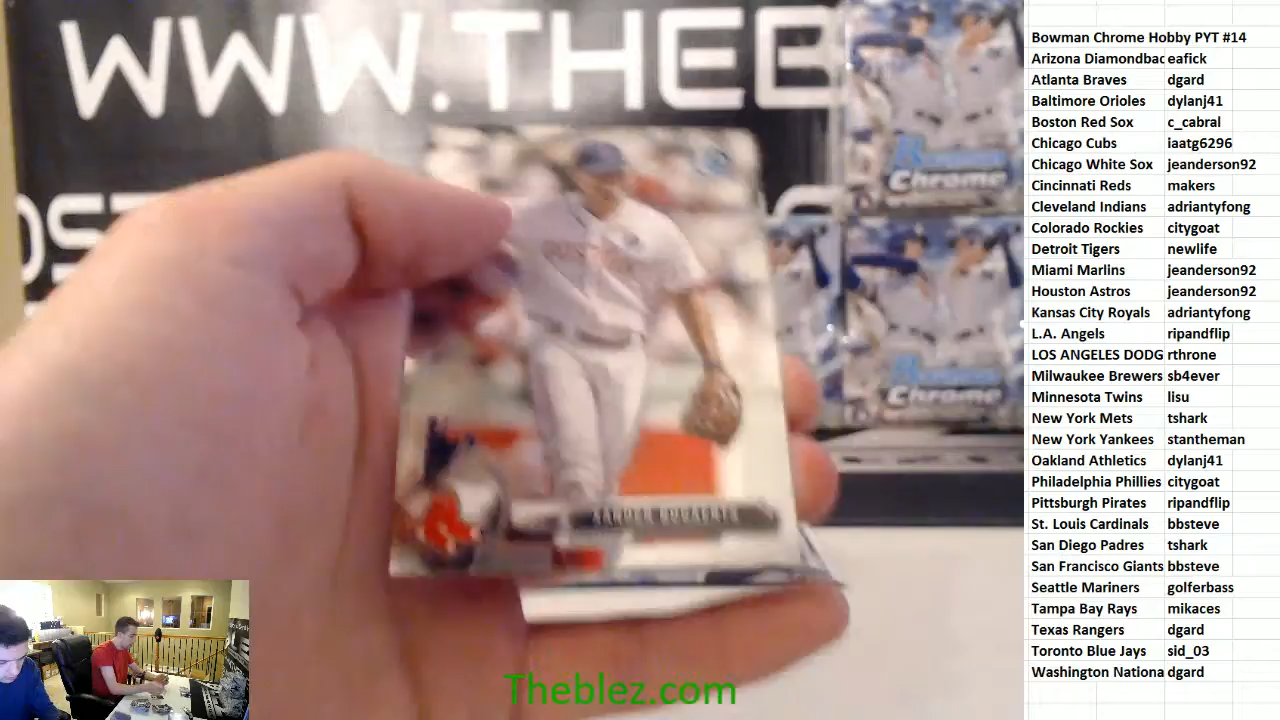 WWW.THEB
Bowman Chrome Hobby PYT #14
Arizona Diamondbac eafick
Atlanta Braves dgard
Baltimore Orioles dylanj41
Boston Red Sox c_cabral
Chicago Cubs iaatg6296
Chicago White Sox jeanderson92
Cincinnati Reds makers
Cleveland Indians adriantyfong
Colorado Rockies citygoat
Detroit Tigers newlife
Miami Marlins jeanderson92
Houston Astros jeanderson92
Kansas City Royals adriantyfong
L.A. Angels ripandflip
LOS ANGELES DODG rthrone
Milwaukee Brewers sb4ever
Minnesota Twins lisu
New York Mets tshark
New York Yankees stantheman
Oakland Athletics dylanj41
Philadelphia Phillies citygoat
Pittsburgh Pirates ripandflip
St. Louis Cardinals bbsteve
San Diego Padres tshark
San Francisco Giants bbsteve
Seattle Mariners golferbass
Tampa Bay Rays mikaces
Texas Rangers dgard
Toronto Blue Jays sid_03
Washington Nationa dgard
Chrome
Chrome
XANDER BOGAERTS
Theblez.com